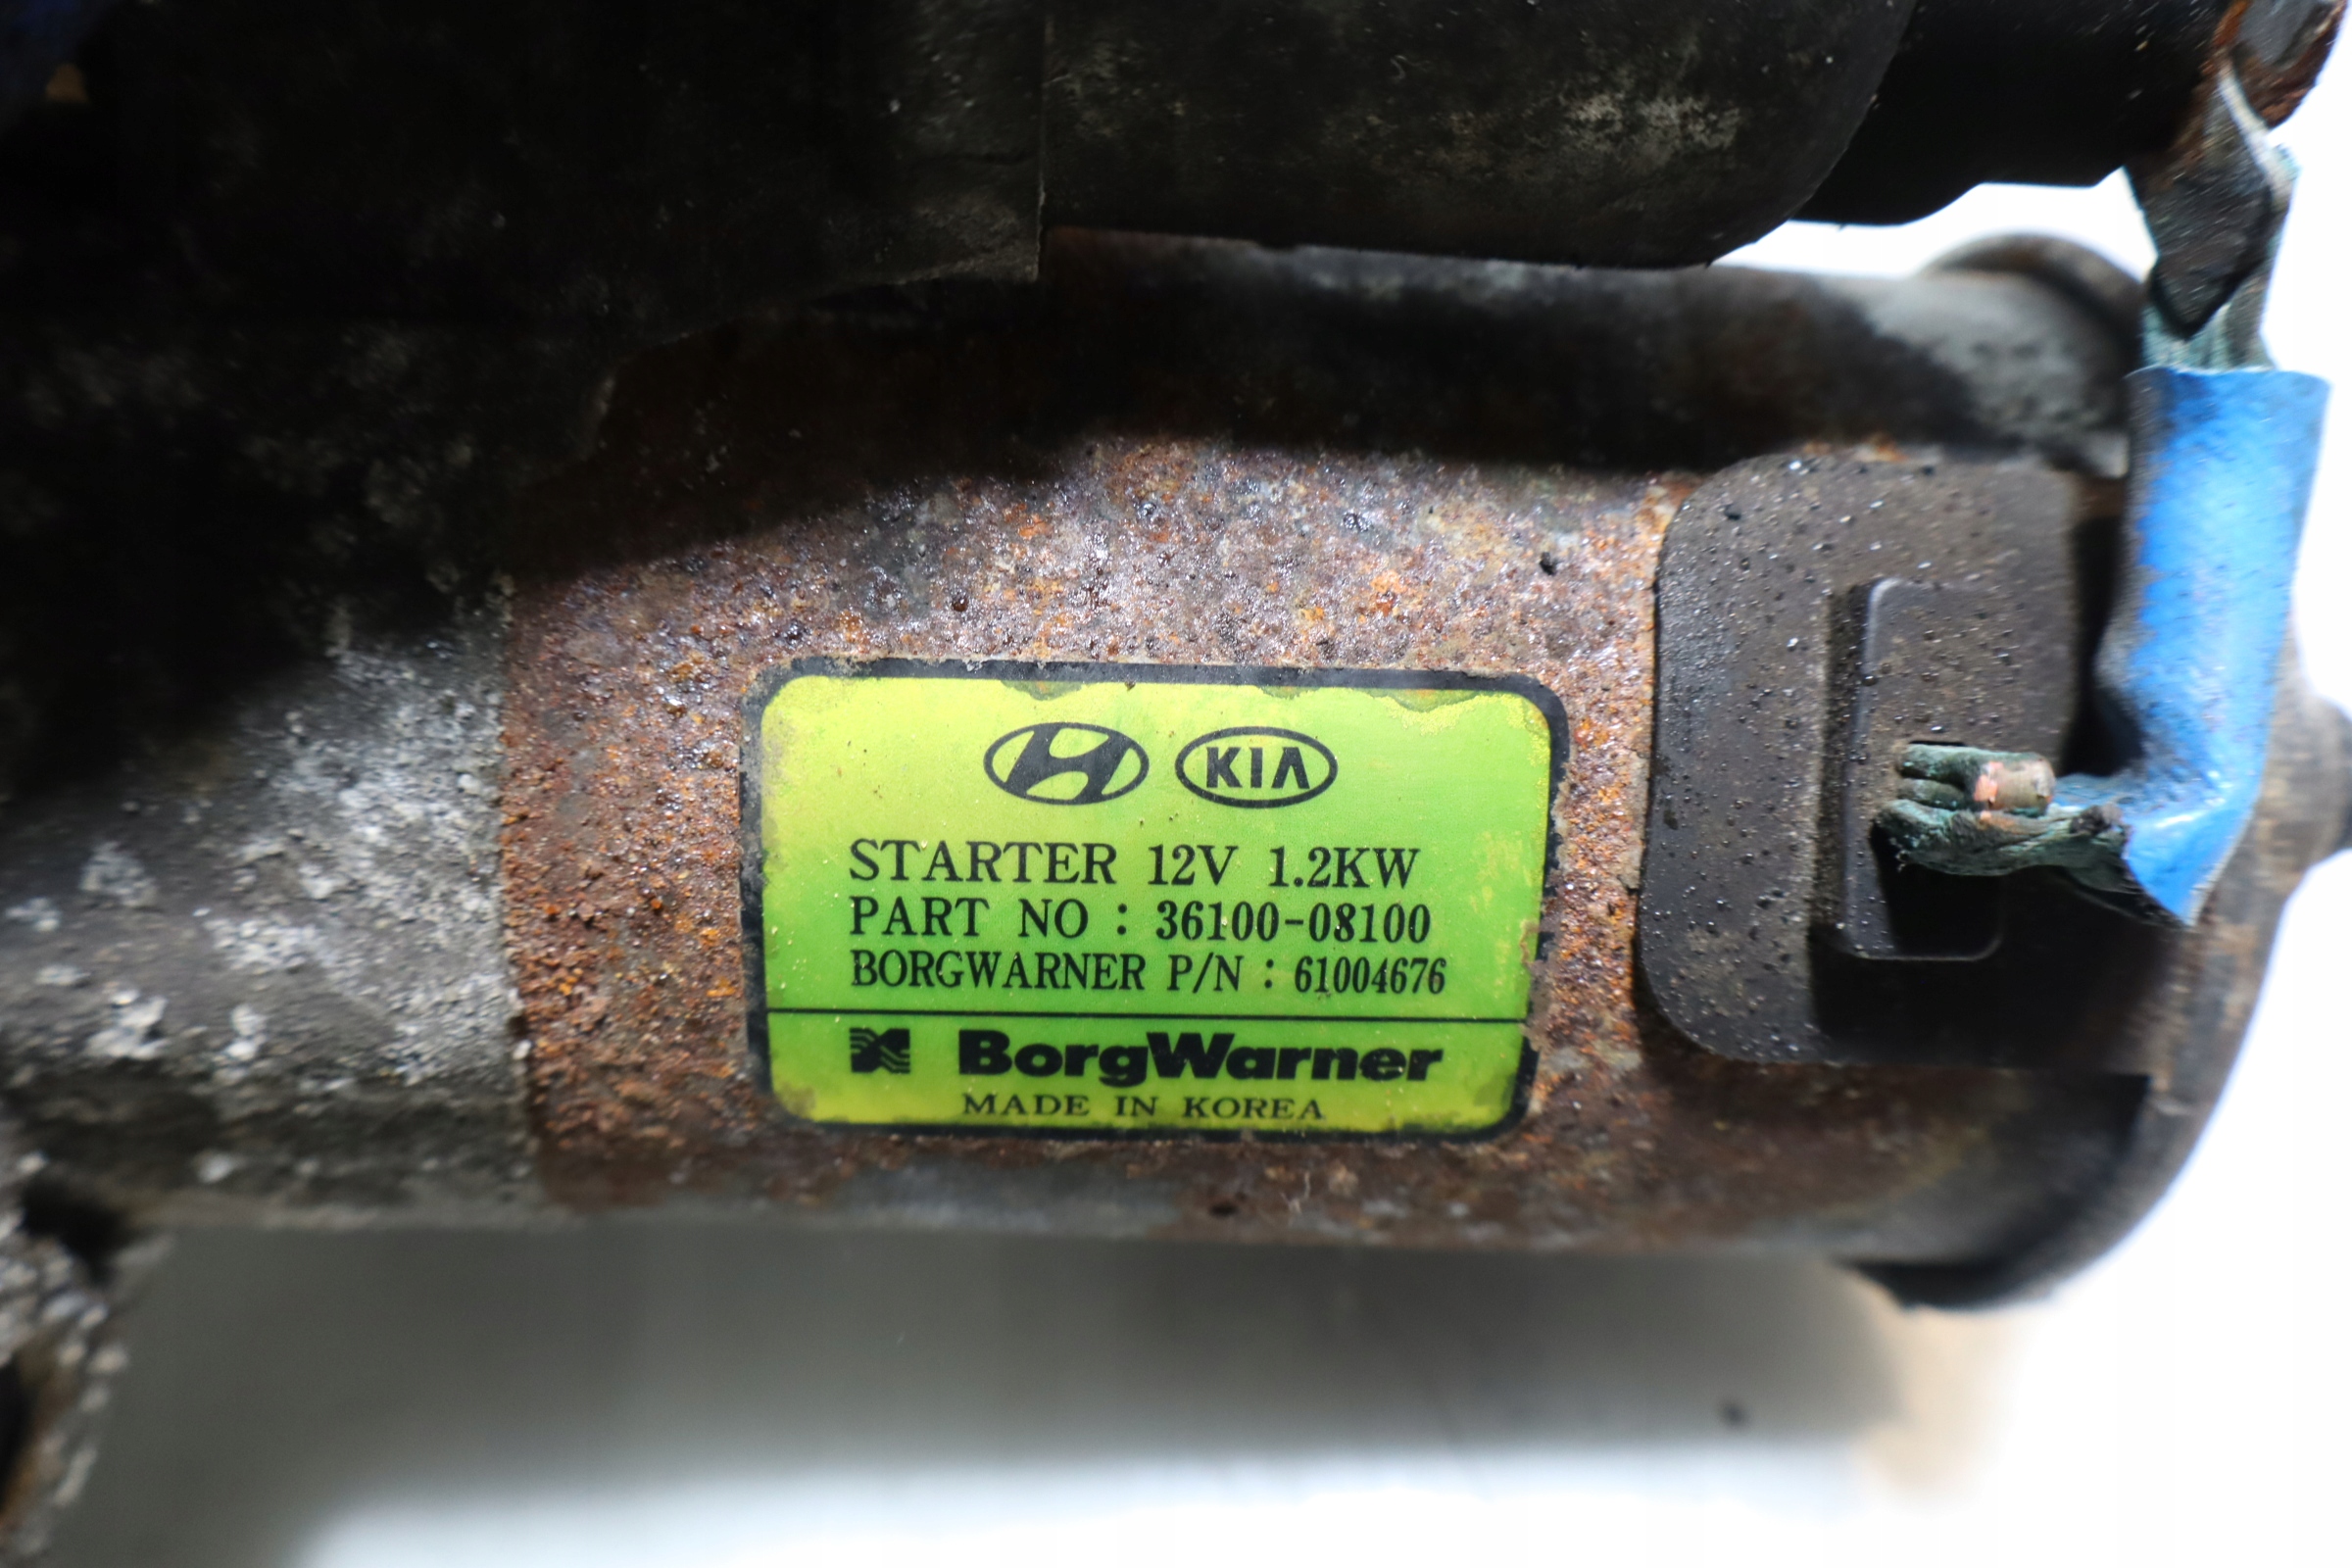 KIA
STARTER 12V 1.2KW
PART NO : 36100-08100
BORGWARNER P/N : 61004676
BorgWarner
MADE IN KOREA